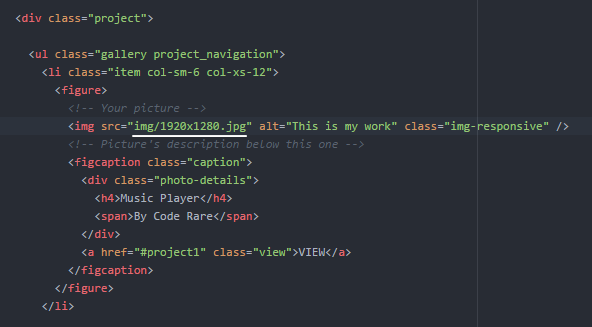 <div class="project">
<ul class="gallery project_navigation">
<li class="item col-sm-6 col-xs-12">
<figure>
<!-- Your picture -->
<img src="img/1920x1280.jpg" alt="This is my work" class="img-responsive" />
<!-- Picture's description below this one -->
<figcaption class="caption">
<div class="photo-details">
<h4>Music Player</h4>
<span>By Code Rare</span>
</div>
<a href="#project1" class="view">VIEW</a>
</figcaption>
</figure>
</li>